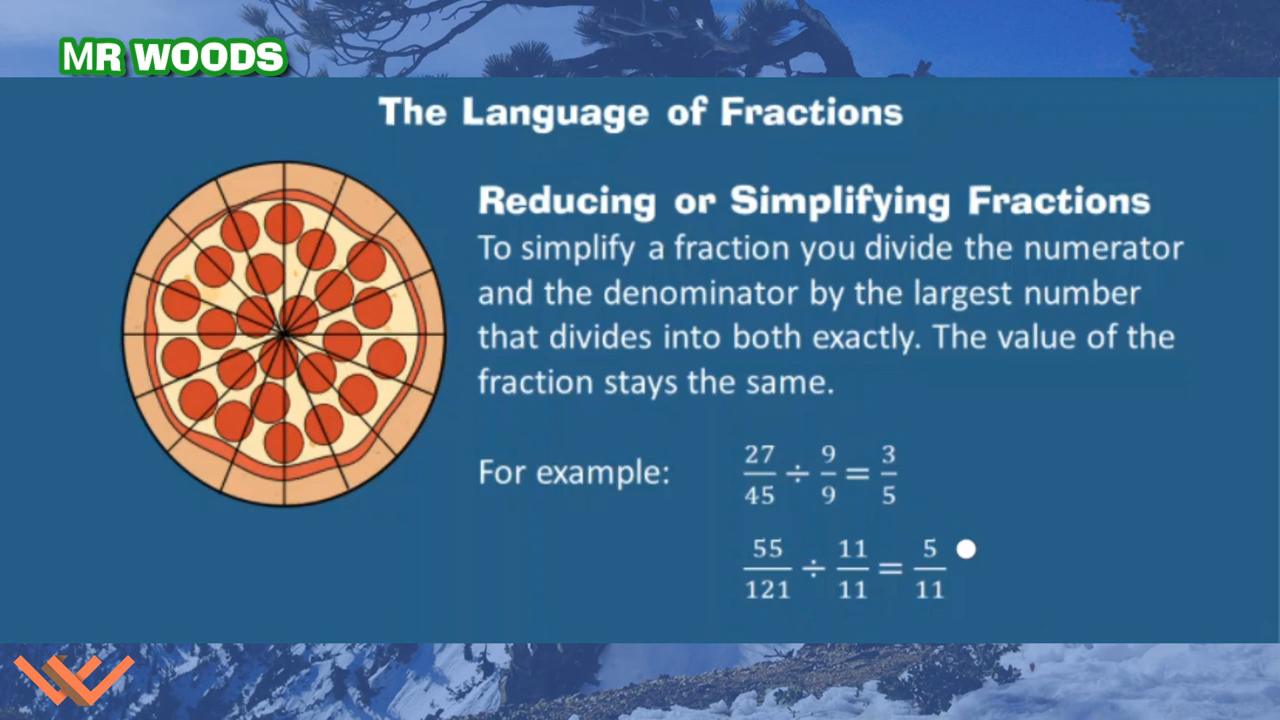 MR WOODS
The Language of Fractions
Reducing or Simplifying Fractions
To simplify a fraction you divide the numerator
and the denominator by the largest number
that divides into both exactly. The value of the
fraction stays the same.
For example: 27/45 ÷ 9/9 = 3/5
55/121 ÷ 11/11 = 5/11